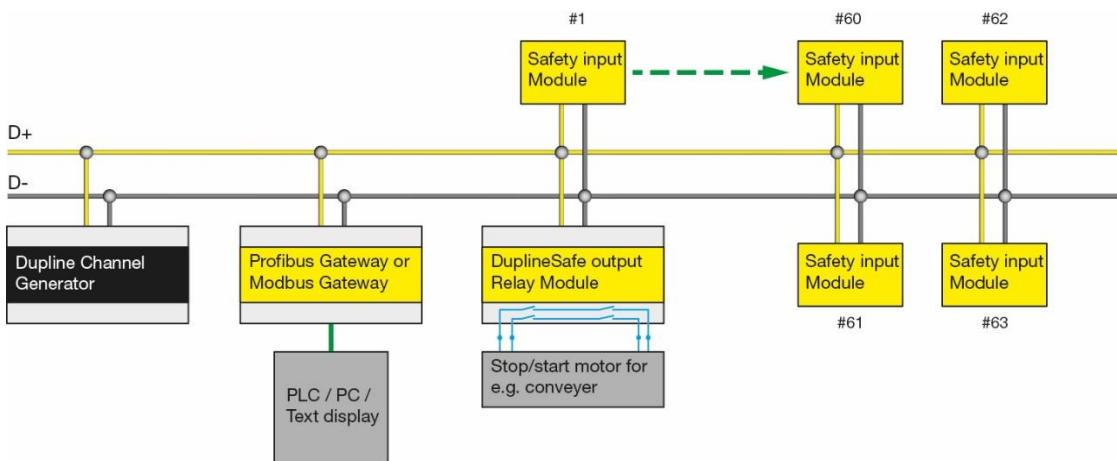 #1
#60
#62
Safety input
Module
Safety input
Module
Safety input
Module
D+
D-
Dupline Channel
Generator
Profibus Gateway or
Modbus Gateway
DuplineSafe output
Relay Module
Safety input
Module
Safety input
Module
#61
#63
PLC / PC /
Text display
Stop/start motor for
e.g. conveyer